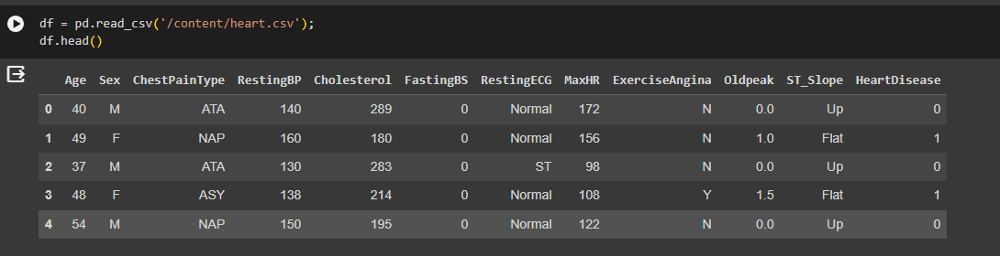 df = pd.read_csv('/content/heart.csv');
df.head()
Age Sex ChestPainType RestingBP Cholesterol FastingBS RestingECG MaxHR ExerciseAngina Oldpeak ST_Slope HeartDisease
0 40 M ATA 140 289 0 Normal 172 N 0.0 Up 0
1 49 F NAP 160 180 0 Normal 156 N 1.0 Flat 1
2 37 M ATA 130 283 0 ST 98 N 0.0 Up 0
3 48 F ASY 138 214 0 Normal 108 Y 1.5 Flat 1
4 54 M NAP 150 195 0 Normal 122 N 0.0 Up 0